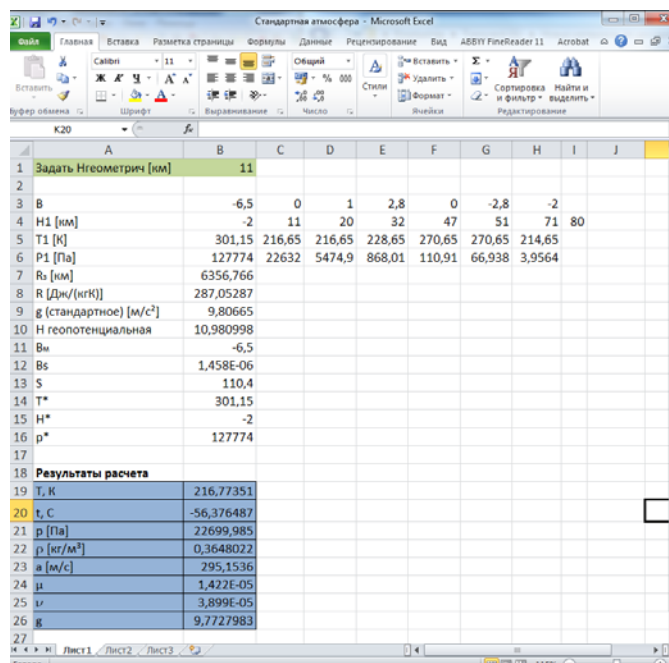 Стандартная атмосфера - Microsoft Excel
Файл Главная Вставка Разметка страницы Формулы Данные Рецензирование Вид ABBYY FineReader 11 Acrobat
Calibri 11 Общий Вставить Σ
Ж К Ч % 000 Удалить
Вставить Стили Формат Сортировка и фильтр Найти и выделить
Буфер обмена Шрифт Выравнивание Число Ячейки Редактирование
K20 fx
A B C D E F G H I J
1 Задать Hгеометрич [км] 11
2
3 B -6,5 0 1 2,8 0 -2,8 -2
4 H1 [км] -2 11 20 32 47 51 71 80
5 T1 [K] 301,15 216,65 216,65 228,65 270,65 270,65 214,65
6 P1 [Па] 127774 22632 5474,9 868,01 110,91 66,938 3,9564
7 Rз [км] 6356,766
8 R [Дж/(кгК)] 287,05287
9 g (стандартное) [м/с²] 9,80665
10 H геопотенциальная 10,980998
11 Bм -6,5
12 Bs 1,458E-06
13 S 110,4
14 T* 301,15
15 H* -2
16 p* 127774
17
18 Результаты расчета
19 T, K 216,77351
20 t, C -56,376487
21 p [Па] 22699,985
22 ρ [кг/м³] 0,3648022
23 a [м/с] 295,1536
24 μ 1,422E-05
25 ν 3,899E-05
26 g 9,7727983
27
Лист1 Лист2 Лист3